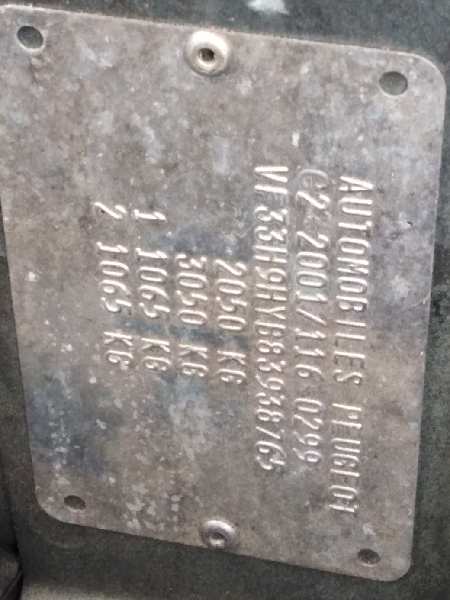 AUTOMOBILES PEUGEOT
e2*2001/116*0299
VF33H9HYB83938765
2050 KG
3050 KG
1 1065 KG
2 1065 KG